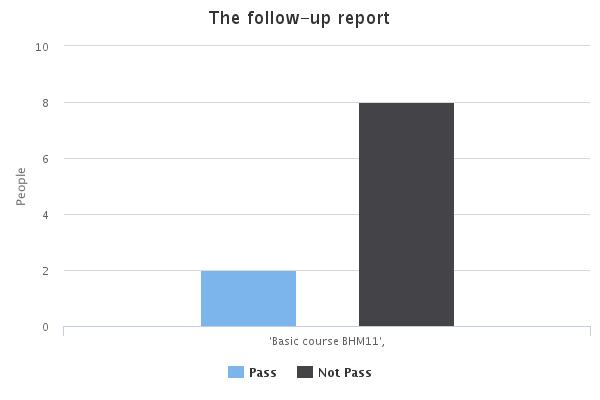 The follow-up report
10
8
6
4
2
0
People
'Basic course BHM11',
Pass
Not Pass